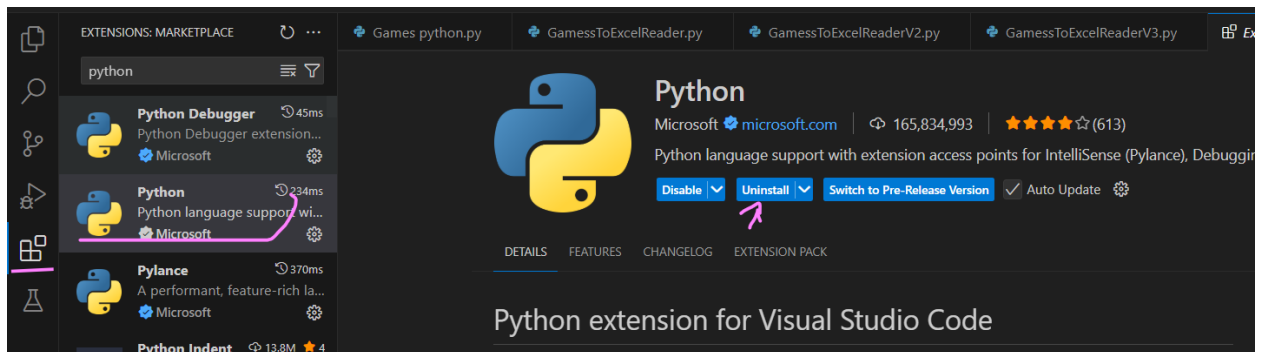 EXTENSIONS: MARKETPLACE
Games python.py
GamessToExcelReader.py
GamessToExcelReaderV2.py
GamessToExcelReaderV3.py
python
Python Debugger 45ms
Python Debugger extension...
Microsoft
Python 234ms
Python language support wi...
Microsoft
Pylance 370ms
A performant, feature-rich la...
Microsoft
Python Indent 13.8M 4
Python
Microsoft microsoft.com 165,834,993 (613)
Python language support with extension access points for IntelliSense (Pylance),
Disable Uninstall Switch to Pre-Release Version Auto Update
DETAILS FEATURES CHANGELOG EXTENSION PACK
Python extension for Visual Studio Code